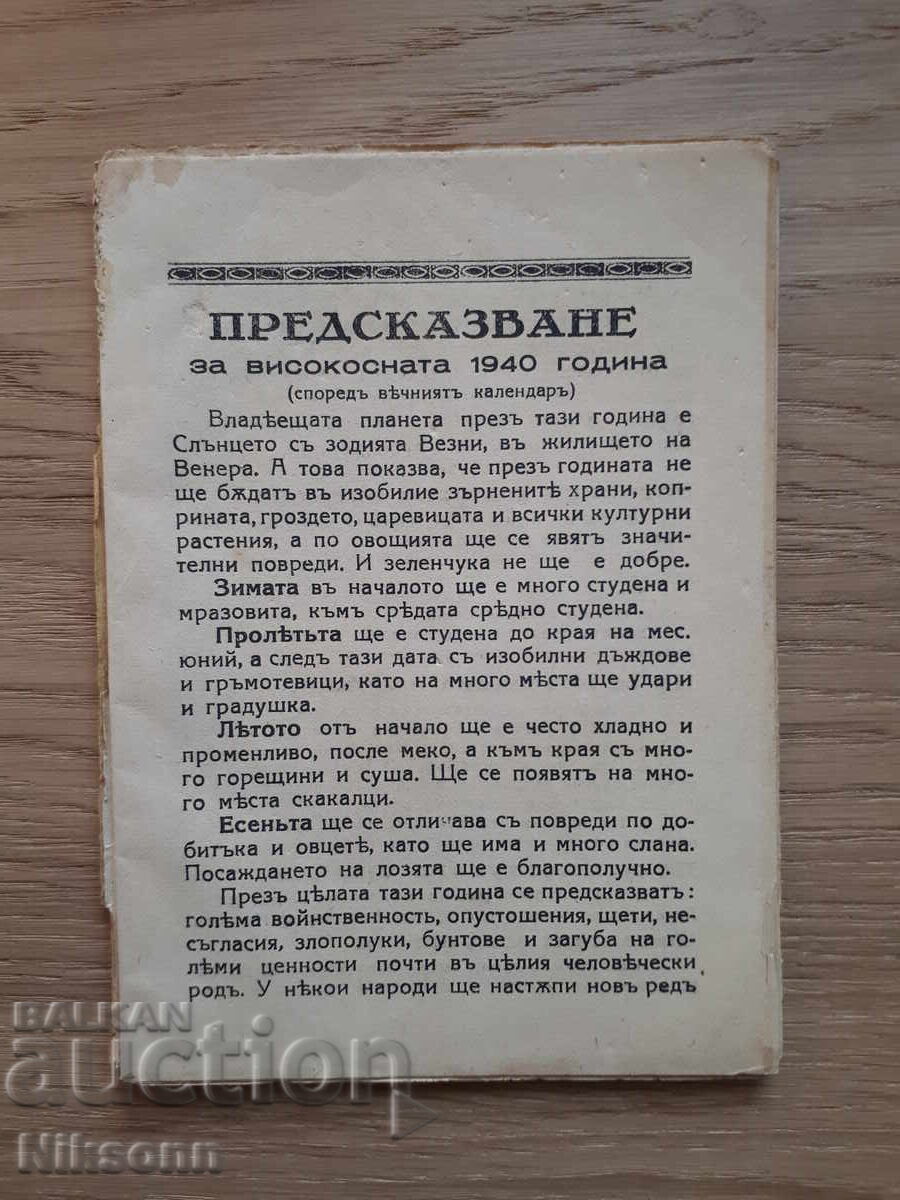 ПРЕДСКАЗВАНЕ
за високосната 1940 година
(споредъ вѣчниятъ календаръ)
Владѣещата планета презъ тази година е
Слънцето съ зодията Везни, въ жилището на
Венера. А това показва, че презъ годината не
ще бѫдатъ въ изобилие зърненитѣ храни, коп-
рината, гроздето, царевицата и всички културни
растения, а по овощията ще се явятъ значи-
телни повреди. И зеленчука не ще е добре.
Зимата въ началото ще е много студена и
мразовита, къмъ срѣдата срѣдно студена.
Пролѣтьта ще е студена до края на мес.
юний, а следъ тази дата съ изобилни дъждове
и гръмотевици, като на много мѣста ще удари
и градушка.
Лѣтото отъ начало ще е често хладно и
променливо, после меко, а къмъ края съ мно-
го горещини и суша. Ще се появятъ на мно-
го мѣста скакалци.
Есеньта ще се отличава съ повреди по до-
битъка и овцетѣ, като ще има и много слана.
Посаждането на лозята ще е благополучно.
Презъ цѣлата тази година се предсказватъ:
голѣма войнственность, опустошения, щети, не-
съгласия, злополуки, бунтове и загуба на го-
лѣми ценности почти въ цѣлия человѣчески
родъ. У нѣкои народи ще настѫпи новъ редъ
BALKAN
auction
Niksonn